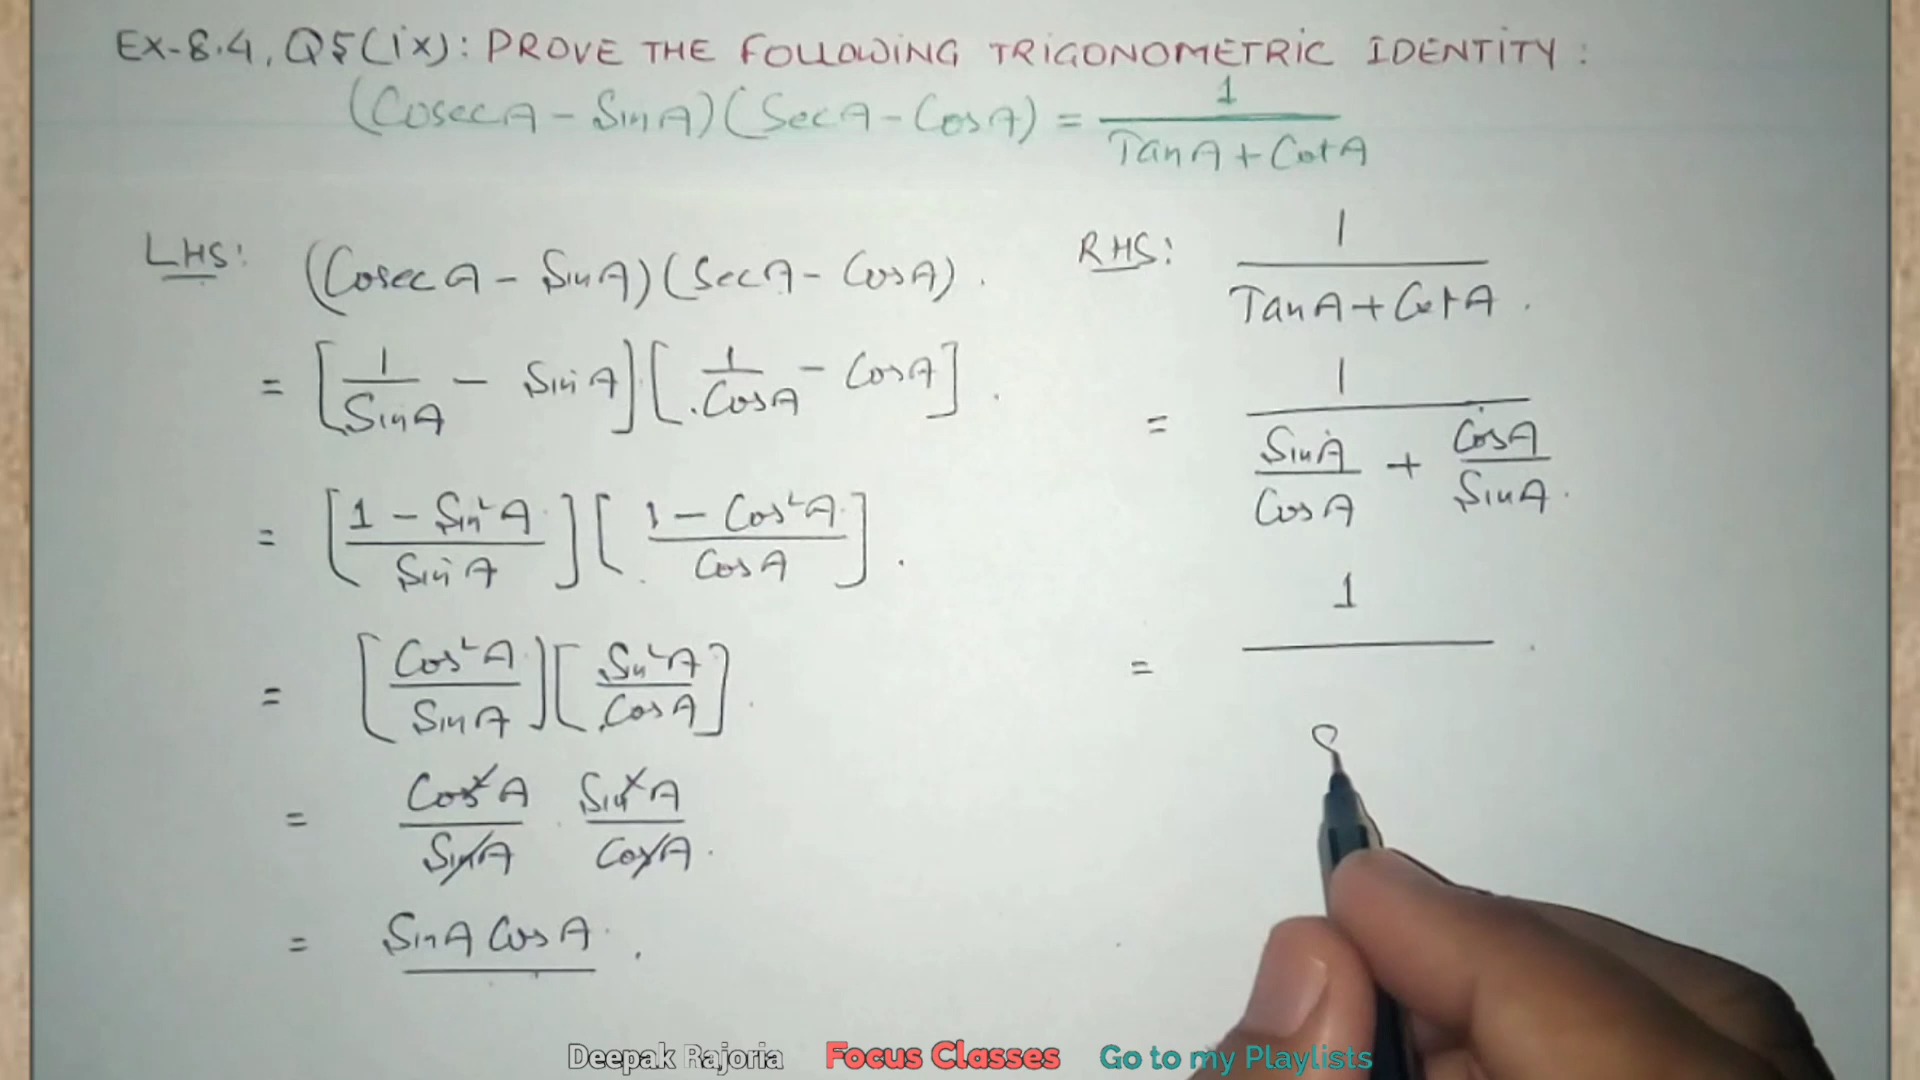 EX-8.4, Q5(ix): PROVE THE FOLLOWING TRIGONOMETRIC IDENTITY:
(CosecA - SinA)(SecA - CosA) = 1/(TanA + CotA)
LHS: (CosecA - SinA)(SecA - CosA).
= [1/SinA - SinA][1/CosA - CosA].
= [(1 - Sin²A)/SinA][(1 - Cos²A)/CosA].
= [Cos²A/SinA][Sin²A/CosA].
= Cos²A/SinA . Sin²A/CosA.
= SinA CosA.
RHS: 1/(TanA + CotA).
= 1/(SinA/CosA + CosA/SinA).
= 1/
Deepak Rajoria Focus Classes Go to my Playlists